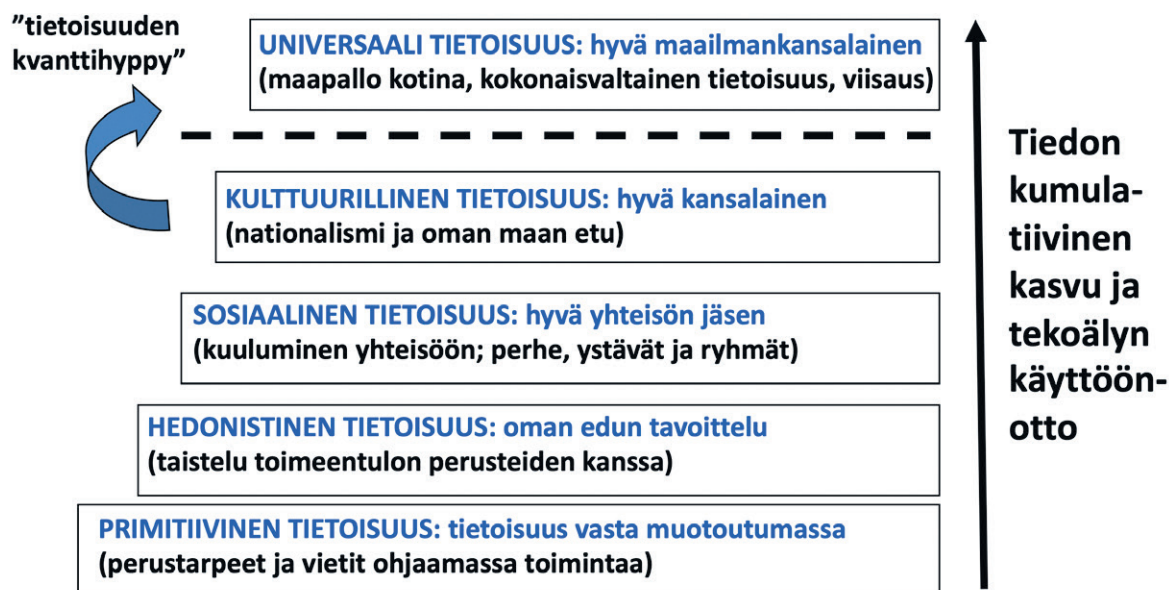 "tietoisuuden
kvanttihyppy"
UNIVERSAALI TIETOISUUS: hyvä maailmankansalainen
(maapallo kotina, kokonaisvaltainen tietoisuus, viisaus)
KULTTUURILLINEN TIETOISUUS: hyvä kansalainen
(nationalismi ja oman maan etu)
SOSIAALINEN TIETOISUUS: hyvä yhteisön jäsen
(kuuluminen yhteisöön; perhe, ystävät ja ryhmät)
HEDONISTINEN TIETOISUUS: oman edun tavoittelu
(taistelu toimeentulon perusteiden kanssa)
PRIMITIIVINEN TIETOISUUS: tietoisuus vasta muotoutumassa
(perustarpeet ja vietit ohjaamassa toimintaa)
Tiedon
kumula-
tiivinen
kasvu ja
tekoälyn
käyttöön-
otto